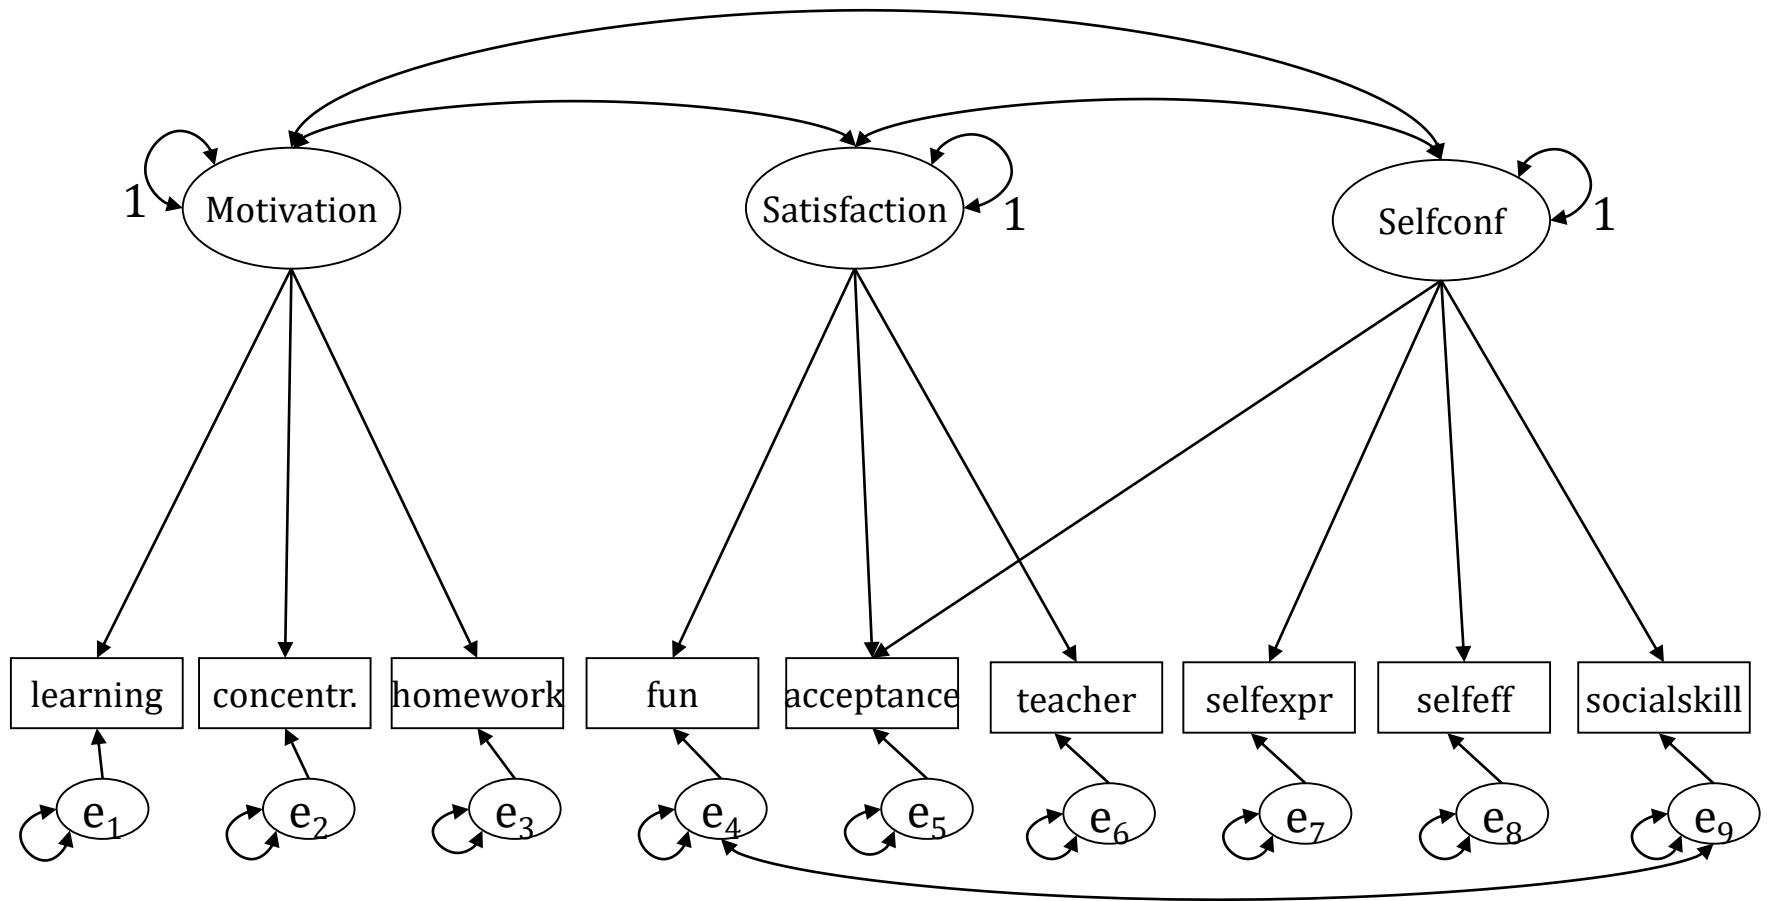 1
Motivation
Satisfaction
1
Selfconf
1
learning
concentr.
homework
fun
acceptance
teacher
selfexpr
selfeff
socialskill
e1
e2
e3
e4
e5
e6
e7
e8
e9